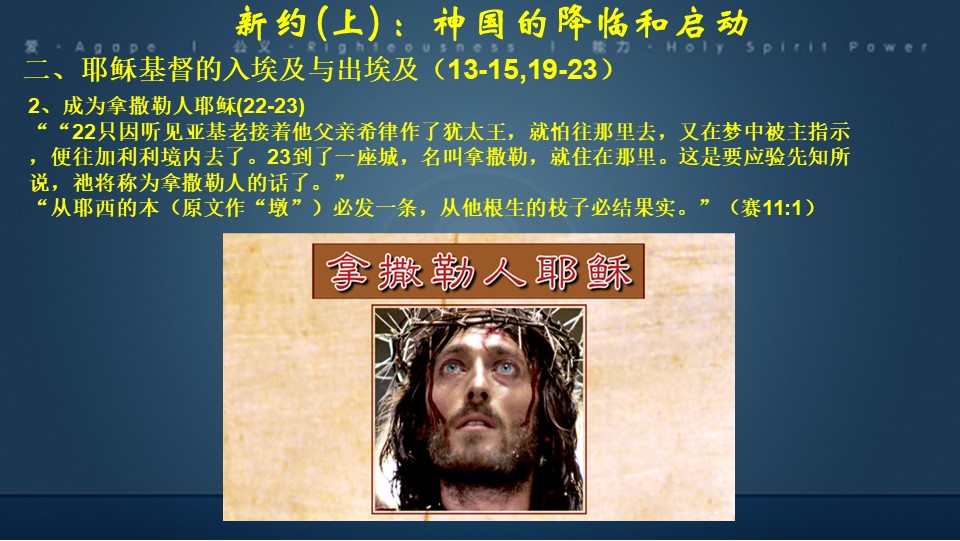 新约(上)：神国的降临和启动
爱·Agape | 公义·Righteousness | 能力·Holy Spirit Power
二、耶稣基督的入埃及与出埃及（13-15,19-23）
2、成为拿撒勒人耶稣(22-23)
““22只因听见亚基老接着他父亲希律作了犹太王，就怕往那里去，又在梦中被主指示
，便往加利利境内去了。23到了一座城，名叫拿撒勒，就住在那里。这是要应验先知所
说，祂将称为拿撒勒人的话了。”
“从耶西的本（原文作“墩”）必发一条，从他根生的枝子必结果实。”（赛11:1）
拿撒勒人耶稣